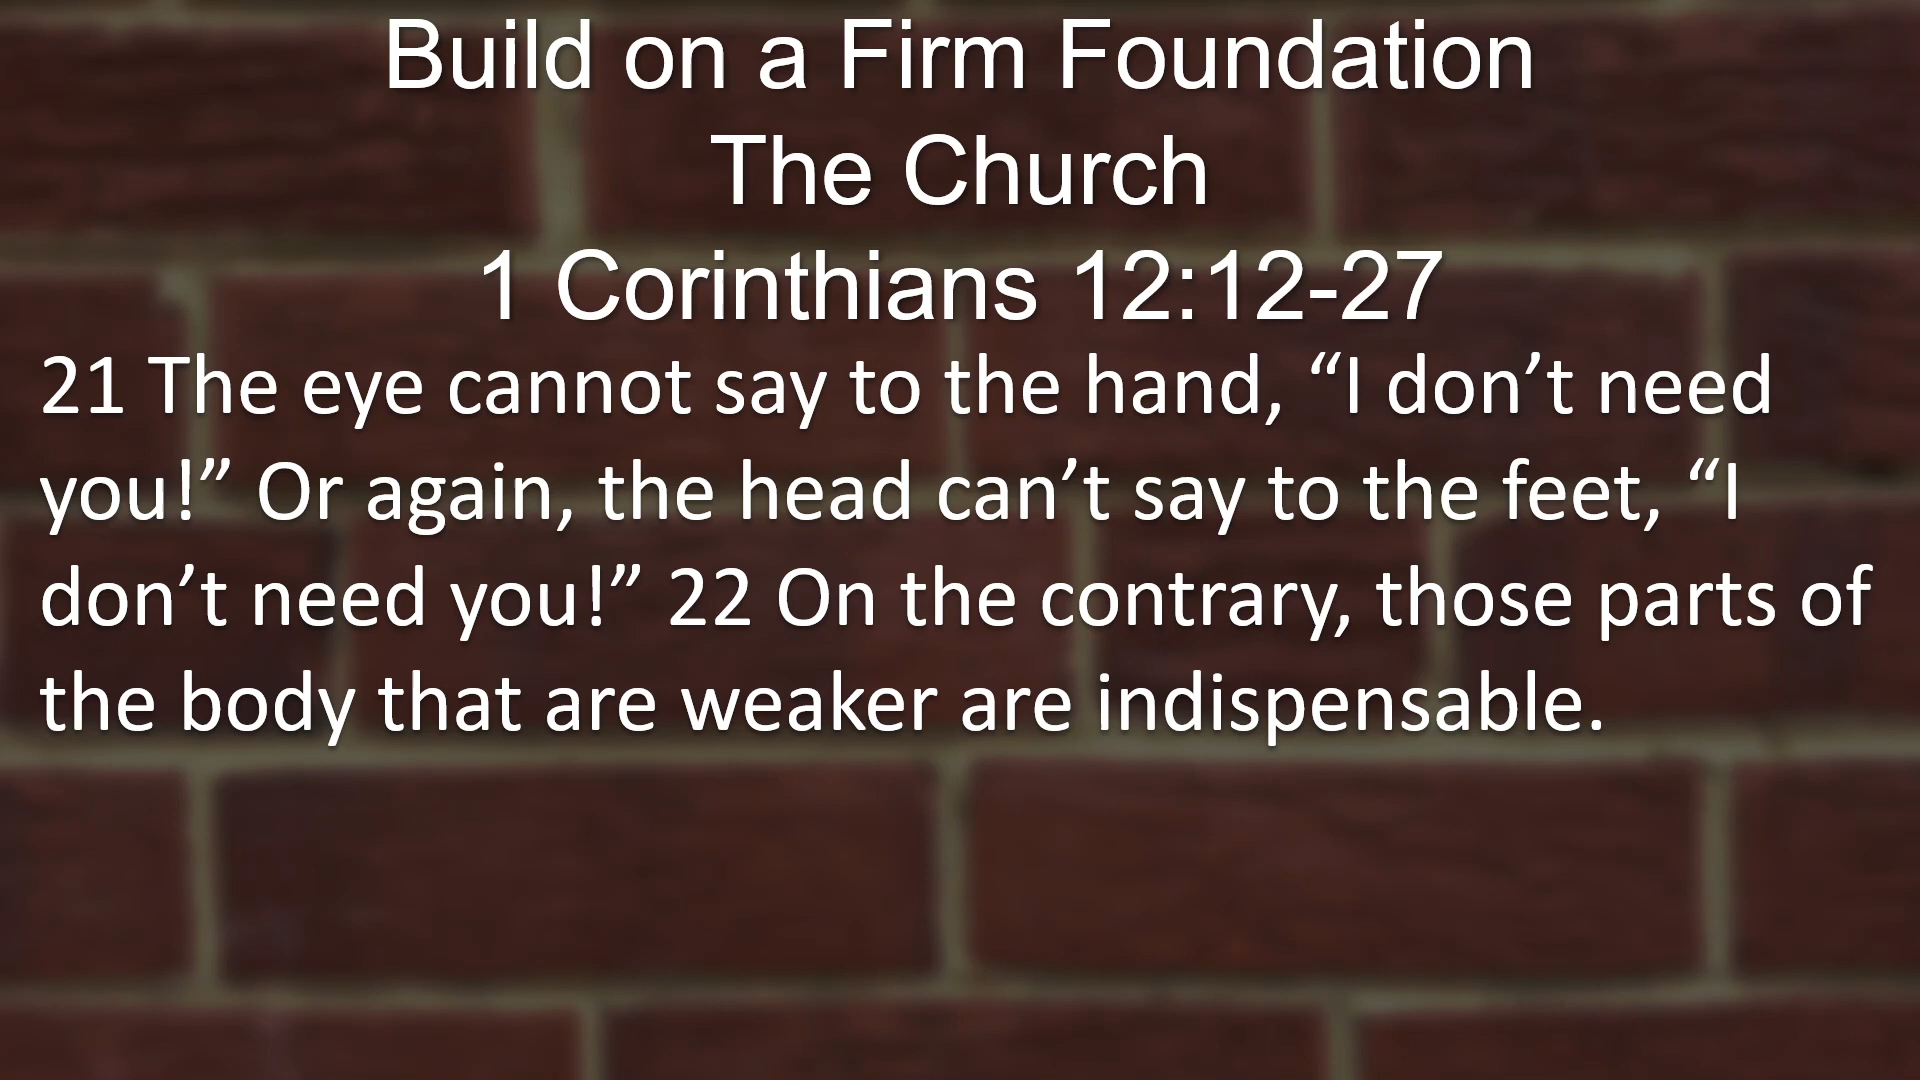 Build on a Firm Foundation
The Church
1 Corinthians 12:12-27
21 The eye cannot say to the hand, “I don’t need
you!” Or again, the head can’t say to the feet, “I
don’t need you!” 22 On the contrary, those parts of
the body that are weaker are indispensable.